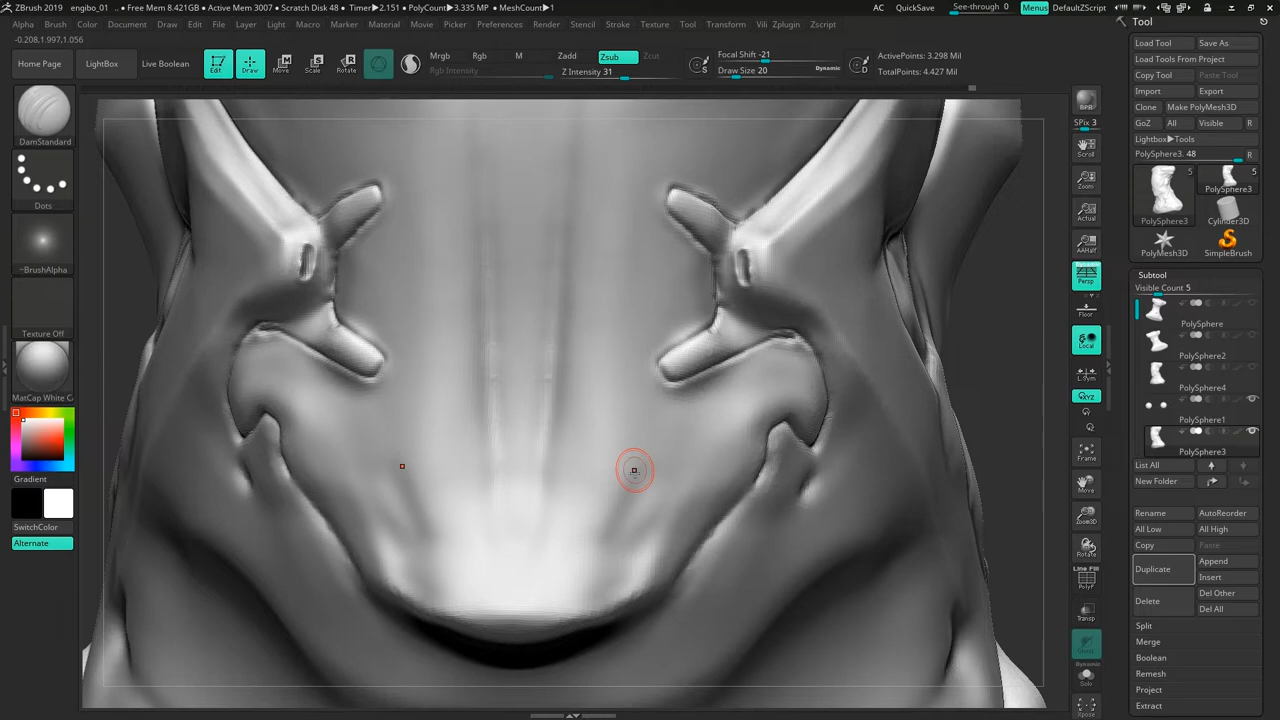 ZBrush 2019 engibo_01 • Free Mem 8.421GB • Active Mem 3007 • Scratch Disk 48 • Timer▶2.151 • PolyCount▶3.335 MP • MeshCount▶1 AC QuickSave See-through 0 Menus DefaultZScript
Alpha Brush Color Document Draw Edit File Layer Light Macro Marker Material Movie Picker Preferences Render Stencil Stroke Texture Tool Transform Zplugin Zscript
-0.208,1.997,1.056
Home Page LightBox Live Boolean Edit Draw Move Scale Rotate
Mrgb Rgb M Zadd Zsub Zcut
Rgb Intensity Z Intensity 31
Focal Shift -21
Draw Size 20 Dynamic
ActivePoints: 3.298 Mil
TotalPoints: 4.427 Mil
DamStandard
Dots
~BrushAlpha
Texture Off
MatCap White C
Gradient
SwitchColor
Alternate
BPR
SPix 3
Scroll
Zoom
Actual
AAHalf
Dynamic
Persp
Floor
Local
L.Sym
XYZ
Frame
Move
Zoom3D
Rotate
Line Fill
PolyF
Transp
Ghost
Dynamic
Solo
Xpose
Tool
Load Tool Save As
Load Tools From Project
Copy Tool Paste Tool
Import Export
Clone Make PolyMesh3D
GoZ All Visible R
Lightbox▶Tools
PolySphere3. 48 R
5 5
PolySphere3 PolySphere3
Cylinder3D
PolyMesh3D SimpleBrush
Subtool
Visible Count 5
PolySphere
PolySphere2
PolySphere4
PolySphere1
PolySphere3
List All
New Folder
Rename AutoReorder
All Low All High
Copy Paste
Duplicate Append
Insert
Delete Del Other
Del All
Split
Merge
Boolean
Remesh
Project
Extract